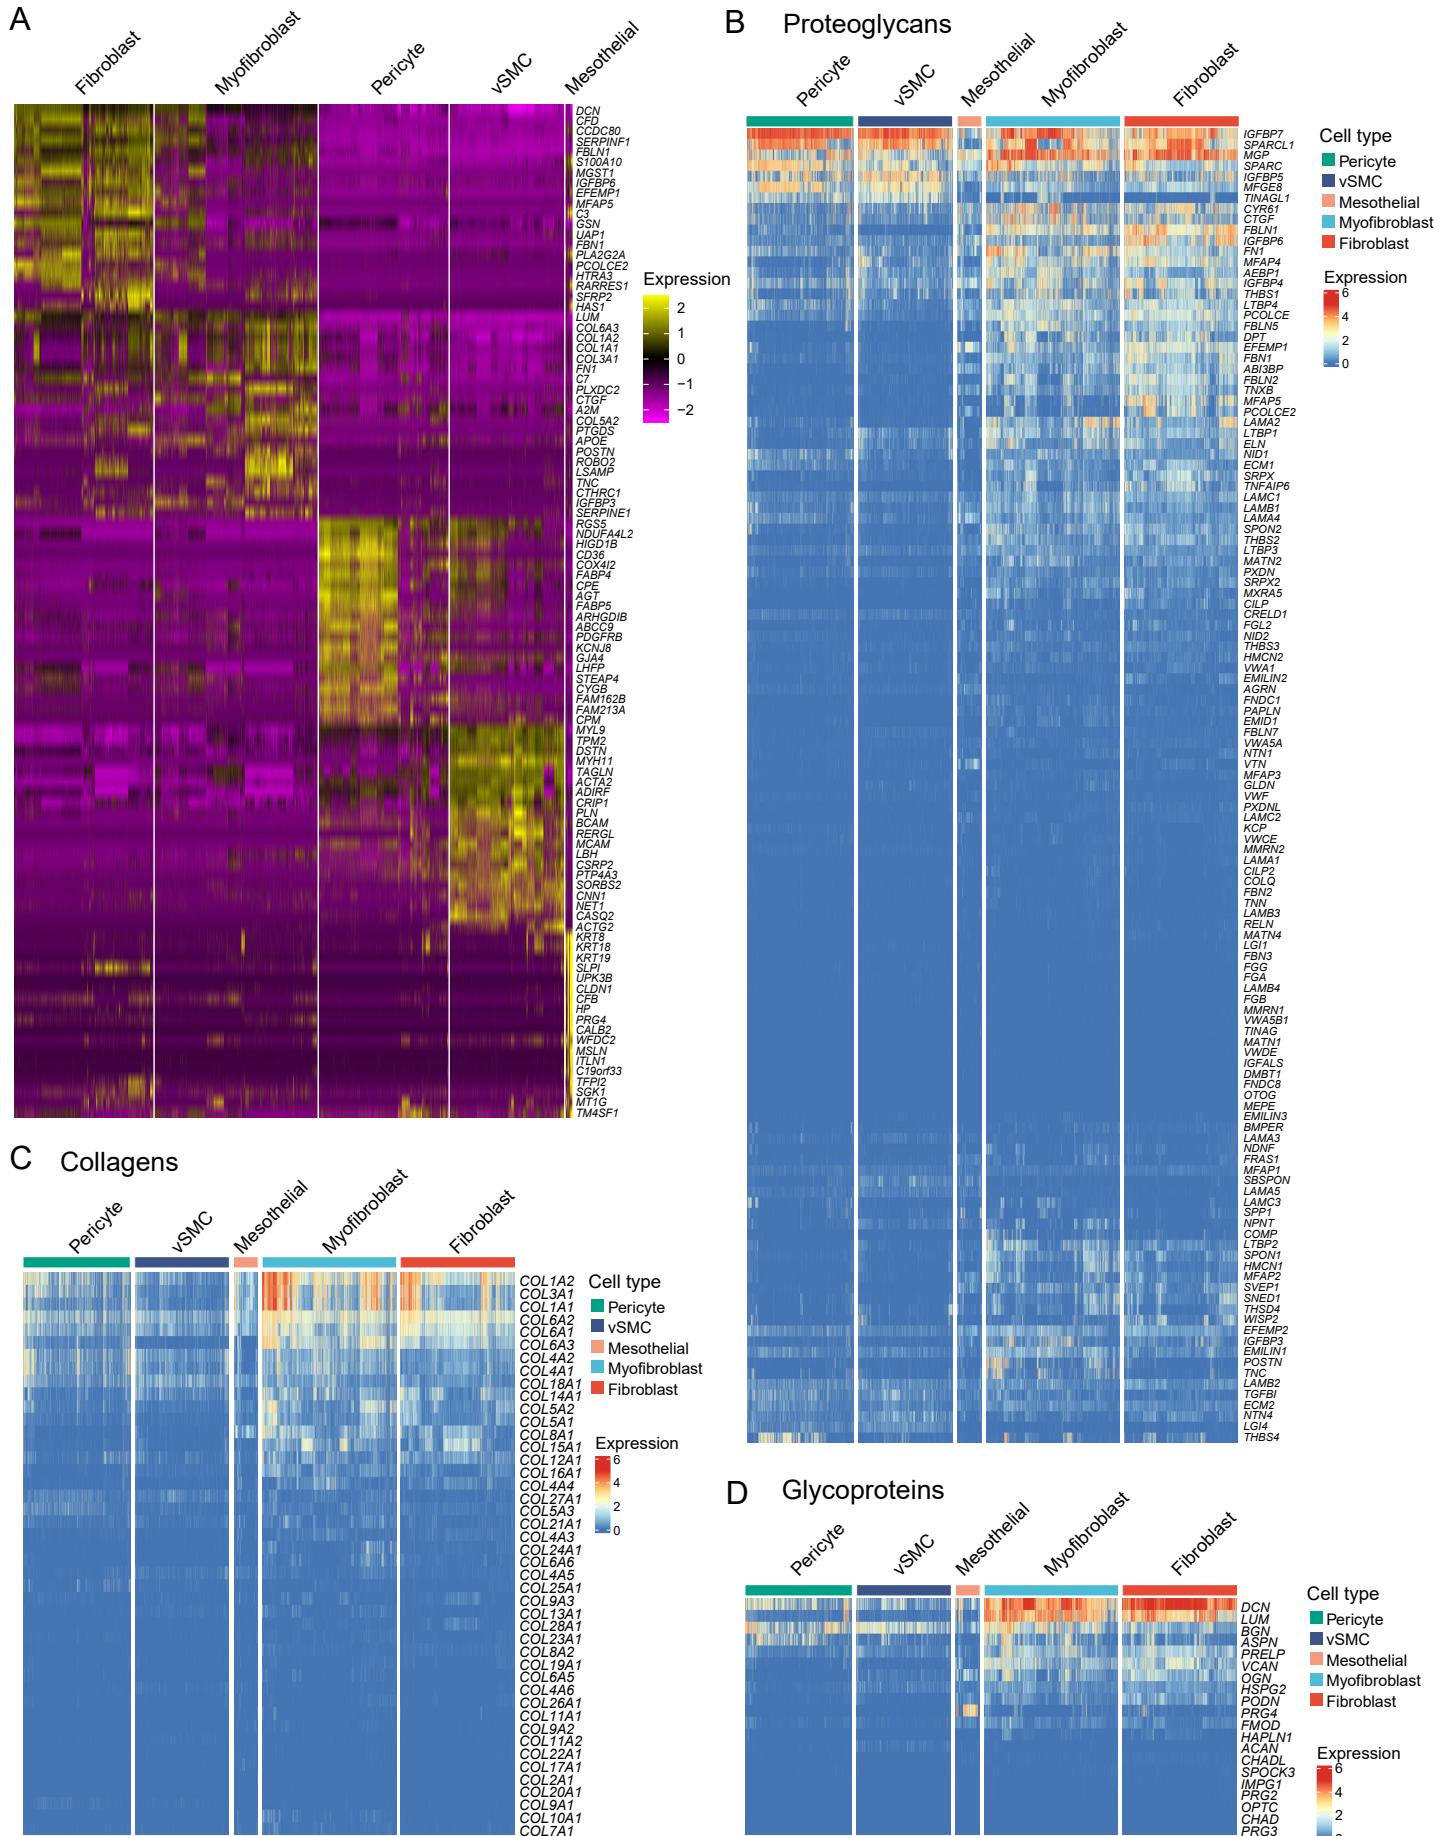 A
Fibroblast
Myofibroblast
Pericyte
vSMC
Mesothelial
DCN
CFD
CCDC80
SERPINF1
FBLN1
S100A10
MGST1
IGFBP6
EFEMP1
MFAP5
C3
GSN
UAP1
FBN1
PLA2G2A
PCOLCE2
HTRA3
RARRES1
SFRP2
HAS1
LUM
COL6A3
COL1A2
COL1A1
COL3A1
FN1
C7
PLXDC2
CTGF
A2M
COL5A2
PTGDS
APOE
POSTN
ROBO2
LSAMP
TNC
CTHRC1
IGFBP3
SERPINE1
RGS5
NDUFA4L2
HIGD1B
CD36
COX4I2
FABP4
CPE
AGT
FABP5
ARHGDIB
ABCC9
PDGFRB
KCNJ8
GJA4
LHFP
STEAP4
CYGB
FAM162B
FAM213A
CPM
MYL9
TPM2
DSTN
MYH11
TAGLN
ACTA2
ADIRF
CRIP1
PLN
BCAM
RERGL
MCAM
LBH
CSRP2
PTP4A3
SORBS2
CNN1
NET1
CASQ2
ACTG2
KRT8
KRT18
KRT19
SLPI
UPK3B
CLDN1
CFB
HP
PRG4
CALB2
WFDC2
MSLN
ITLN1
C19orf33
TFPI2
SGK1
MT1G
TM4SF1
Expression
2
1
0
−1
−2
B Proteoglycans
Pericyte
vSMC
Mesothelial
Myofibroblast
Fibroblast
IGFBP7
SPARCL1
MGP
SPARC
IGFBP5
MFGE8
TINAGL1
CYR61
CTGF
FBLN1
IGFBP6
FN1
MFAP4
AEBP1
IGFBP4
THBS1
LTBP4
PCOLCE
FBLN5
DPT
EFEMP1
FBN1
ABI3BP
FBLN2
TNXB
MFAP5
PCOLCE2
LAMA2
LTBP1
ELN
NID1
ECM1
SRPX
TNFAIP6
LAMC1
LAMB1
LAMA4
SPON2
THBS2
LTBP3
MATN2
PXDN
SRPX2
MXRA5
CILP
CRELD1
FGL2
NID2
THBS3
HMCN2
VWA1
EMILIN2
AGRN
FNDC1
PAPLN
EMID1
FBLN7
VWA5A
NTN1
VTN
MFAP3
GLDN
VWF
PXDNL
LAMC2
KCP
VWCE
MMRN2
LAMA1
CILP2
COLQ
FBN2
TNN
LAMB3
RELN
MATN4
LGI1
FBN3
FGG
FGA
LAMB4
FGB
MMRN1
VWA5B1
TINAG
MATN1
VWDE
IGFALS
DMBT1
FNDC8
OTOG
MEPE
EMILIN3
BMPER
LAMA3
NDNF
FRAS1
MFAP1
SBSPON
LAMA5
LAMC3
SPP1
NPNT
COMP
LTBP2
SPON1
HMCN1
MFAP2
SVEP1
SNED1
THSD4
WISP2
EFEMP2
IGFBP3
EMILIN1
POSTN
TNC
LAMB2
TGFBI
ECM2
NTN4
LGI4
THBS4
Cell type
Pericyte
vSMC
Mesothelial
Myofibroblast
Fibroblast
Expression
6
4
2
0
C Collagens
Pericyte
vSMC
Mesothelial
Myofibroblast
Fibroblast
COL1A2
COL3A1
COL1A1
COL6A2
COL6A1
COL6A3
COL4A2
COL4A1
COL18A1
COL14A1
COL5A2
COL5A1
COL8A1
COL15A1
COL12A1
COL16A1
COL4A4
COL27A1
COL5A3
COL21A1
COL4A3
COL24A1
COL6A6
COL4A5
COL25A1
COL9A3
COL13A1
COL28A1
COL23A1
COL8A2
COL19A1
COL6A5
COL4A6
COL26A1
COL11A1
COL9A2
COL11A2
COL22A1
COL17A1
COL2A1
COL20A1
COL9A1
COL10A1
COL7A1
Cell type
Pericyte
vSMC
Mesothelial
Myofibroblast
Fibroblast
Expression
6
4
2
0
D Glycoproteins
Pericyte
vSMC
Mesothelial
Myofibroblast
Fibroblast
DCN
LUM
BGN
ASPN
PRELP
VCAN
OGN
HSPG2
PODN
PRG4
FMOD
HAPLN1
ACAN
CHADL
SPOCK3
IMPG1
PRG2
OPTC
CHAD
PRG3
Cell type
Pericyte
vSMC
Mesothelial
Myofibroblast
Fibroblast
Expression
6
4
2
0